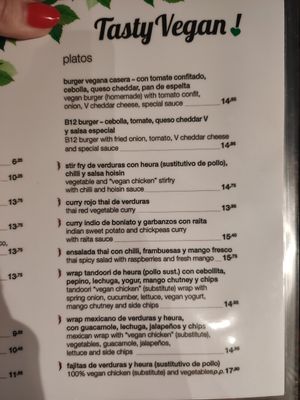 TastyVegan!
platos
burger vegana casera – con tomate confitado,
cebolla, queso cheddar, pan de espelta
vegan burger (homemade) with tomato confit,
onion, V cheddar cheese, special sauce
B12 burger – cebolla, tomate, queso cheddar V
y salsa especial
B12 burger with fried onion, tomato, V cheddar cheese
and special sauce
stir fry de verduras con heura (sustitutivo de pollo),
chilli y salsa hoisin
vegetable and "vegan chicken" stirfry
with chilli and hoisin sauce 14.75
curry rojo thai de verduras
thai red vegetable curry
curry indio de boniato y garbanzos con raita
indian sweet potato and chickpeas curry
with raita sauce
ensalada thai con chilli, frambuesas y mango fresco
thai spicy salad with raspberries and fresh mango 15.75
wrap tandoori de heura (pollo sust.) con cebollita,
pepino, lechuga, yogur, mango chutney y chips
tandoori "vegan chicken" (substitute) wrap with
spring onion, cucumber, lettuce, vegan yogurt,
mango chutney and side chips
wrap mexicano de verduras y heura,
con guacamole, lechuga, jalapeños y chips
mexican wrap with "vegan chicken" (substitute),
vegetables, guacamole, jalapeños,
lettuce and side chips
fajitas de verduras y heura (sustitutivo de pollo)
100% vegan chicken (substitute) and vegetables p.p. 17.90